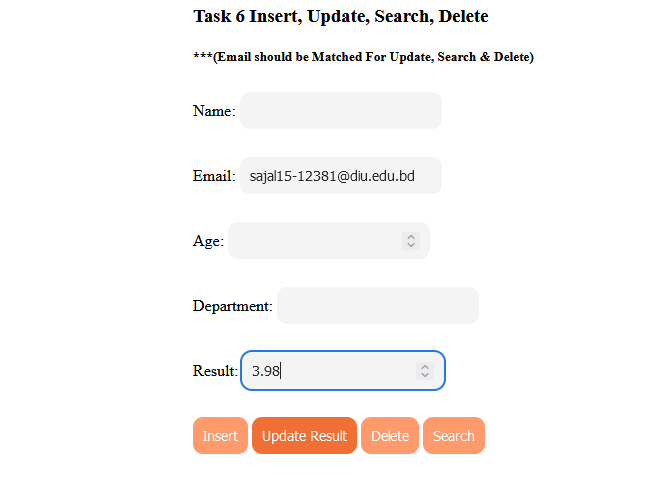 Task 6 Insert, Update, Search, Delete
***(Email should be Matched For Update, Search & Delete)
Name:
Email: sajal15-12381@diu.edu.bd
Age:
Department:
Result: 3.98
Insert Update Result Delete Search